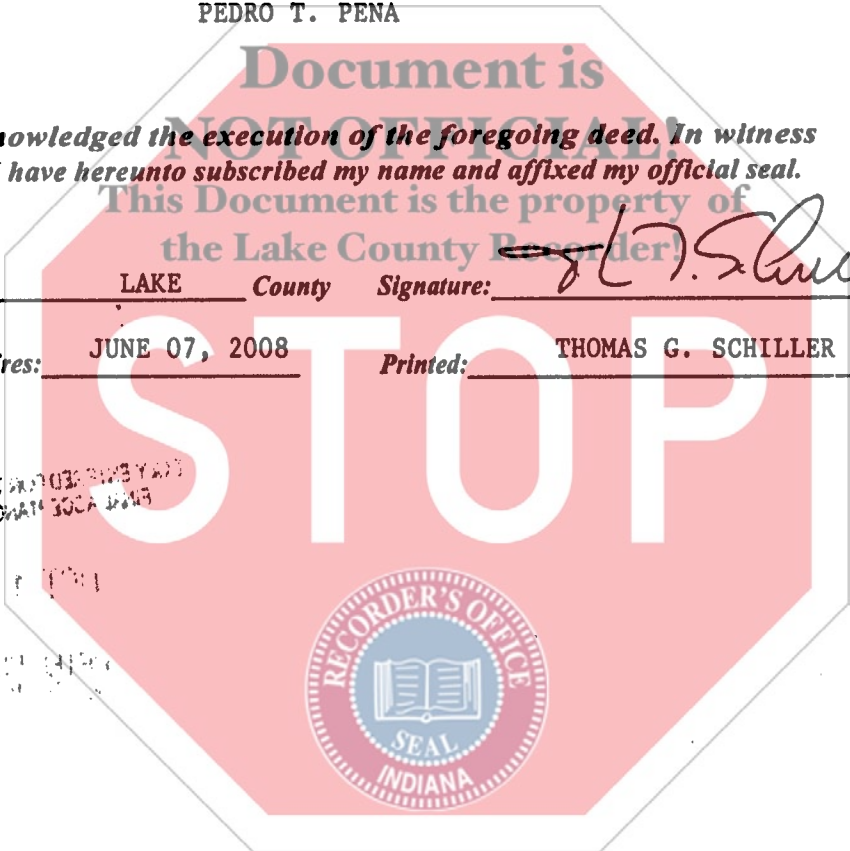 PEDRO T. PENA
Document is
NOT OFFICIAL!
owledged the execution of the foregoing deed. In witness
have hereunto subscribed my name and affixed my official seal.
This Document is the property of
the Lake County Recorder!
LAKE County Signature:
res: JUNE 07, 2008 Printed: THOMAS G. SCHILLER
STOP
RECORDER'S OFFICE
SEAL
INDIANA